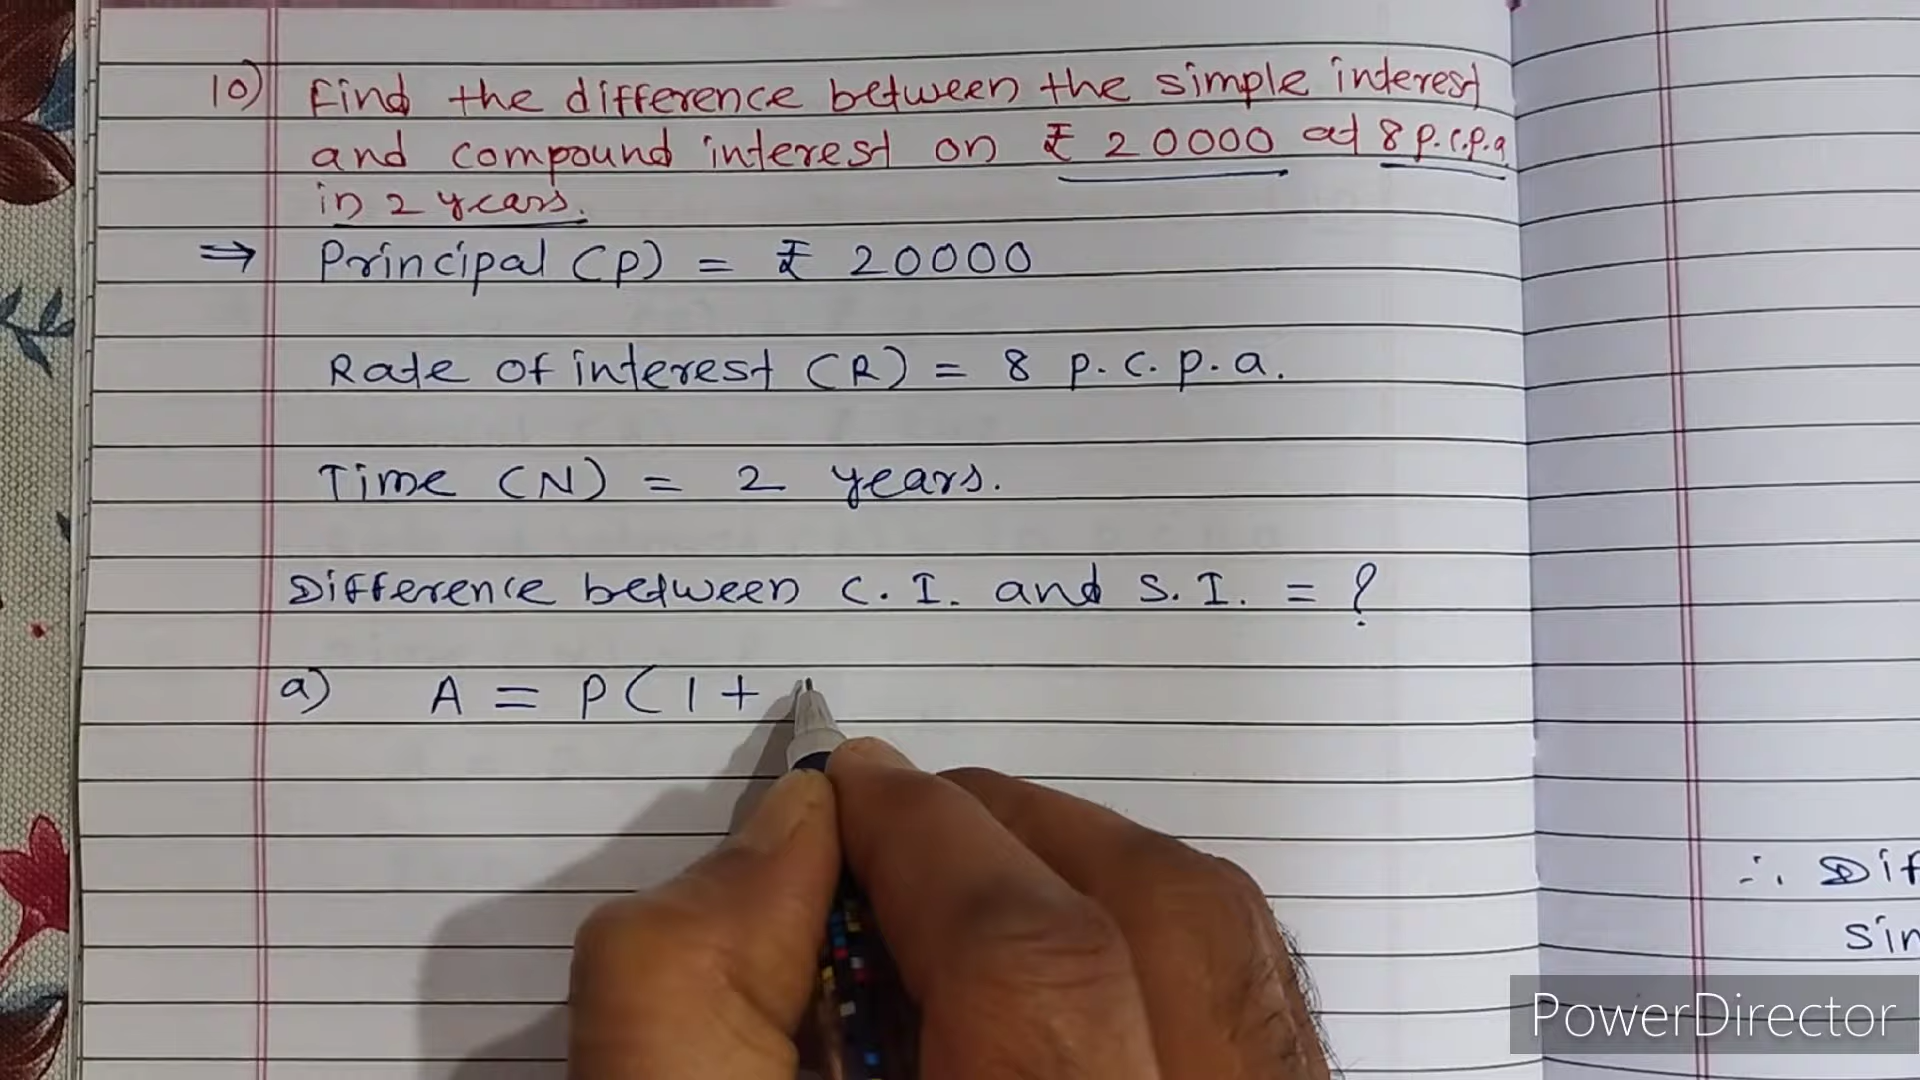 10) Find the difference between the simple interest
and compound interest on ₹ 20000 at 8 p.c.p.a
in 2 years.
⇒ Principal (P) = ₹ 20000
Rate of interest (R) = 8 p.c.p.a.
Time (N) = 2 years.
Difference between C.I. and S.I. = ?
a) A = P(1+
∴ Dif
Sin
PowerDirector